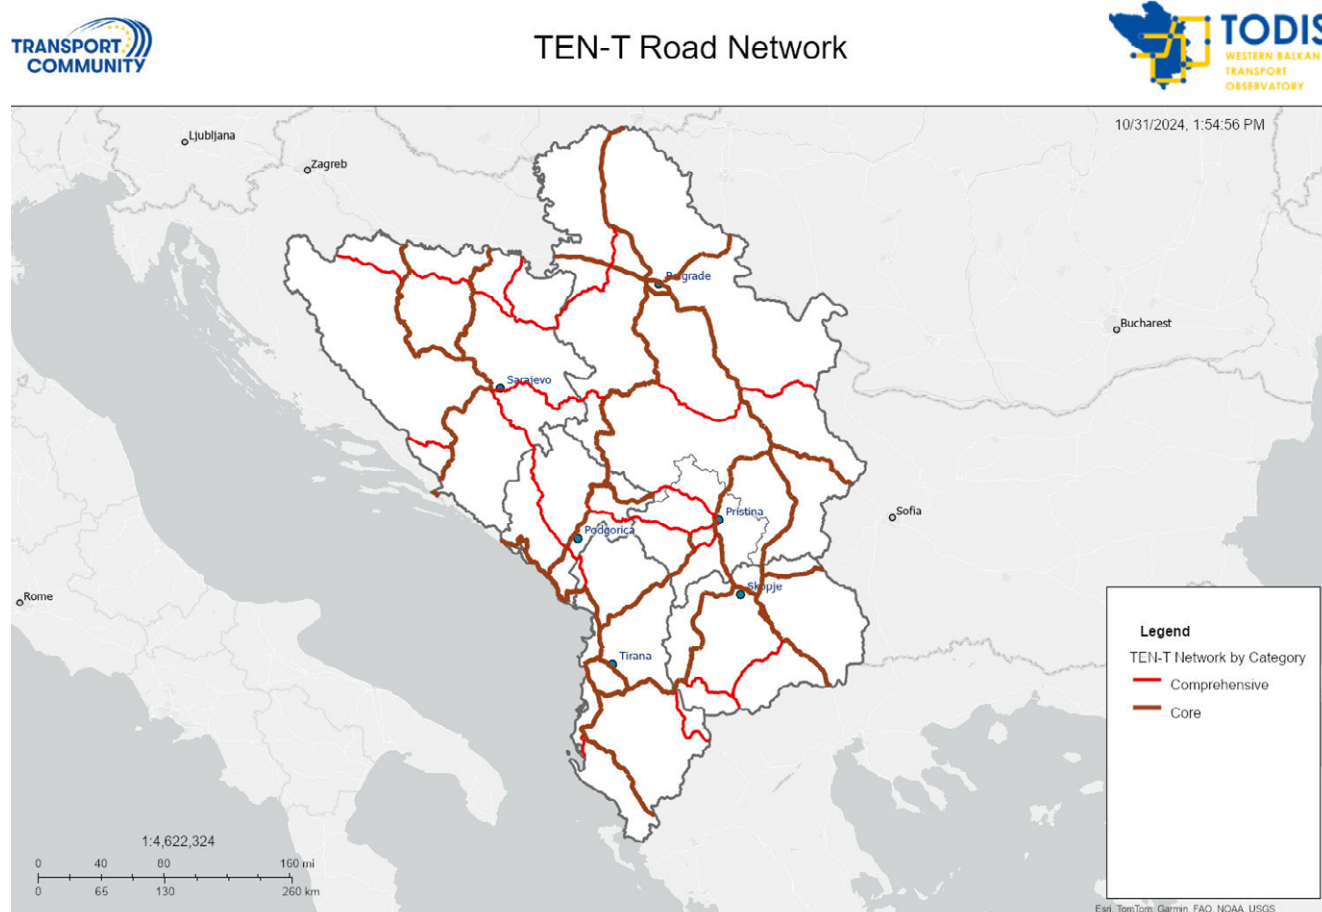 TRANSPORT
COMMUNITY
TEN-T Road Network
TODIS
WESTERN BALKAN
TRANSPORT
OBSERVATORY
10/31/2024, 1:54:56 PM
Ljubljana
Zagreb
Belgrade
Bucharest
Sarajevo
Pristina
Sofia
Podgorica
Skopje
Rome
Tirana
Legend
TEN-T Network by Category
Comprehensive
Core
1:4,622,324
0 40 80 160 mi
0 65 130 260 km
Esri, TomTom, Garmin, FAO, NOAA, USGS